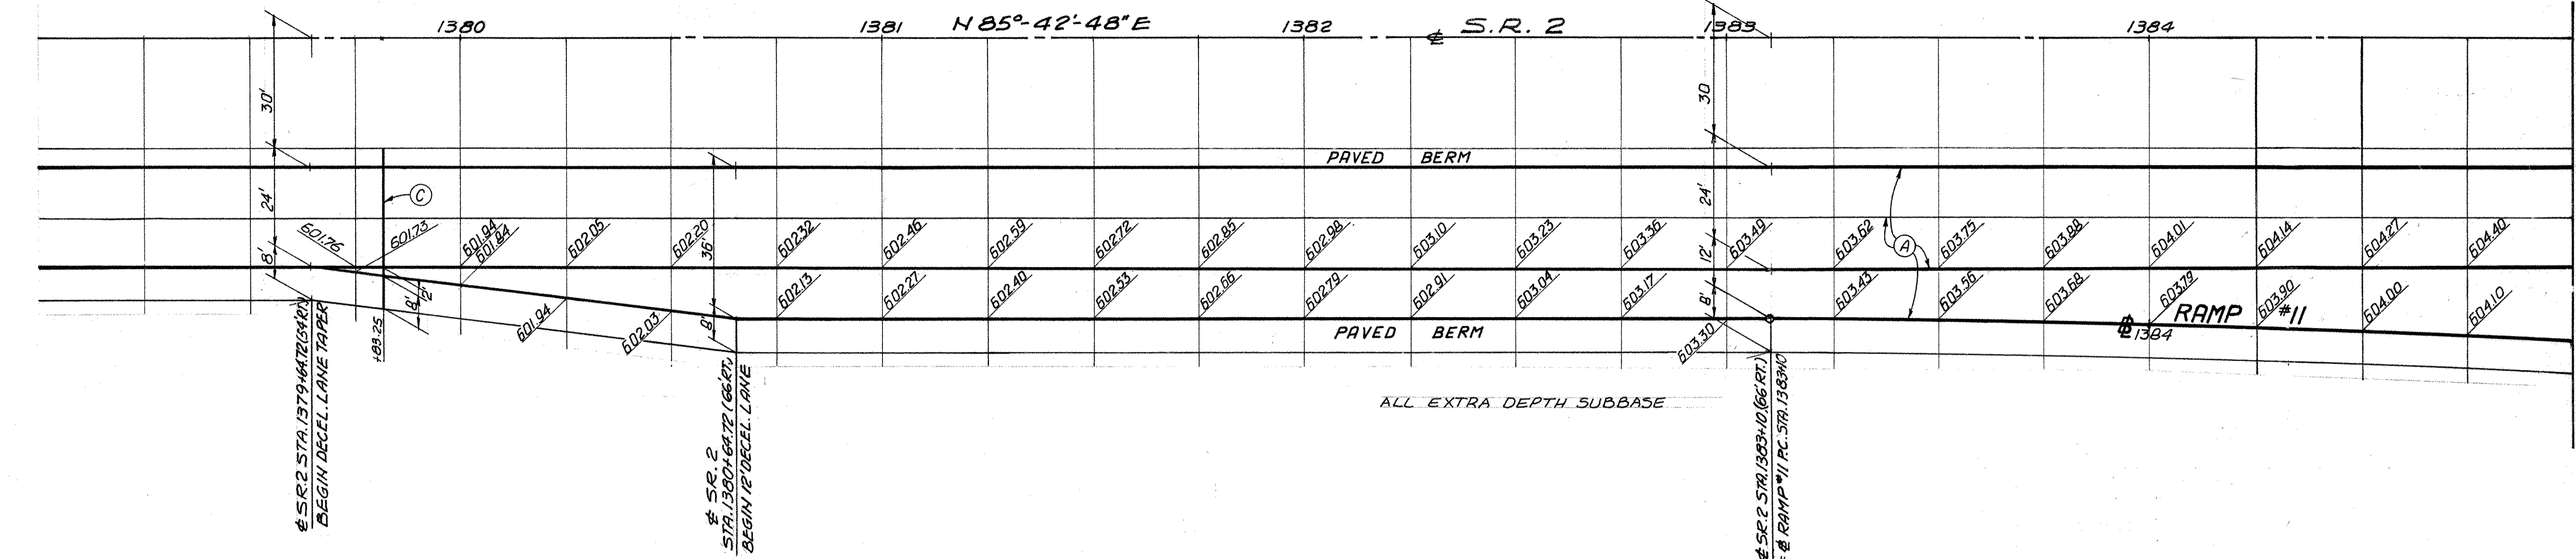 1380 1381 N 85°-42'-48" E 1382 ℄ S.R. 2 1383 1384
30' 30
PAVED BERM
24' C 24'
601.76 601.73 601.94 601.84 602.05 602.20 602.32 602.46 602.59 602.72 602.85 602.98 603.10 603.23 603.36 603.49 603.62 603.75 603.88 604.01 604.14 604.27 604.40
8' 36' 12' A
2' 8' 602.13 602.27 602.40 602.53 602.66 602.79 602.91 603.04 603.17 8' 603.43 603.56 603.68 603.79 603.90 604.00 604.10
601.94 602.03 8' 603.30
RAMP #11
1384
PAVED BERM
+83.25
ALL EXTRA DEPTH SUBBASE
℄ S.R. 2 STA. 1379+64.72 (54' RT.)
BEGIN DECEL. LANE TAPER
℄ S.R. 2
STA. 1380+64.72 (66' RT.)
BEGIN 12' DECEL. LANE
℄ S.R. 2 STA. 1383+10, (66' RT.)
= ℄ RAMP #11 P.C. STA. 1383+10